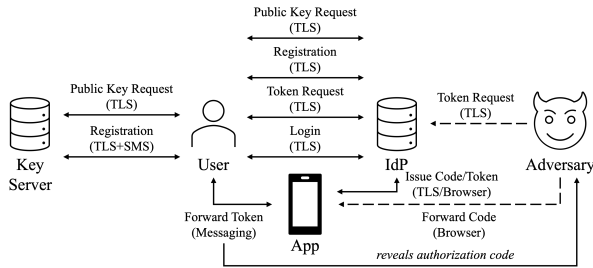 Public Key Request
(TLS)
Registration
(TLS)
Public Key Request
(TLS)
Token Request
(TLS)
Token Request
(TLS)
Registration
(TLS+SMS)
Login
(TLS)
Key
Server
User
IdP
Adversary
Issue Code/Token
(TLS/Browser)
Forward Token
(Messaging)
Forward Code
(Browser)
App
reveals authorization code